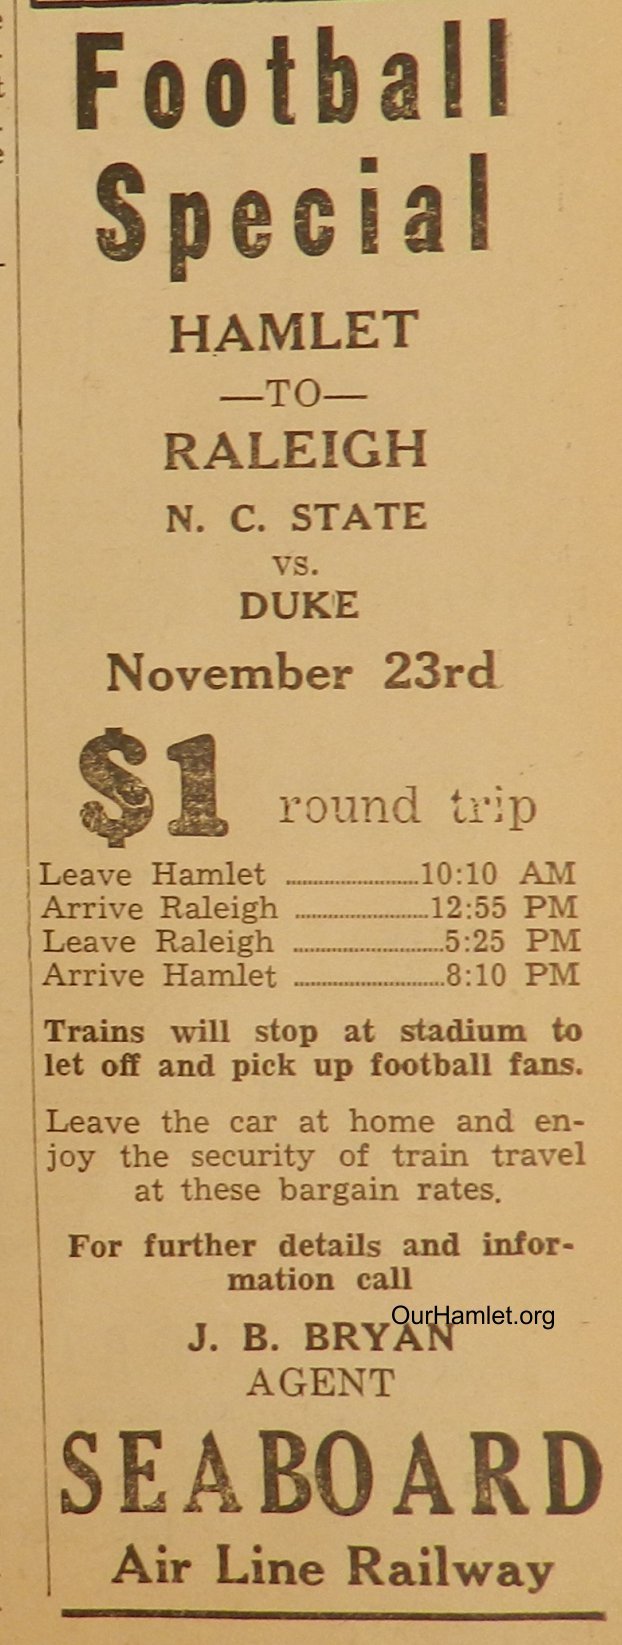 Football
Special
HAMLET
—TO—
RALEIGH
N. C. STATE
vs.
DUKE
November 23rd
$1 round trip
Leave Hamlet ........................10:10 AM
Arrive Raleigh ........................12:55 PM
Leave Raleigh ...........................5:25 PM
Arrive Hamlet ...........................8:10 PM
Trains will stop at stadium to
let off and pick up football fans.
Leave the car at home and en-
joy the security of train travel
at these bargain rates.
For further details and infor-
mation call
OurHamlet.org
J. B. BRYAN
AGENT
SEABOARD
Air Line Railway